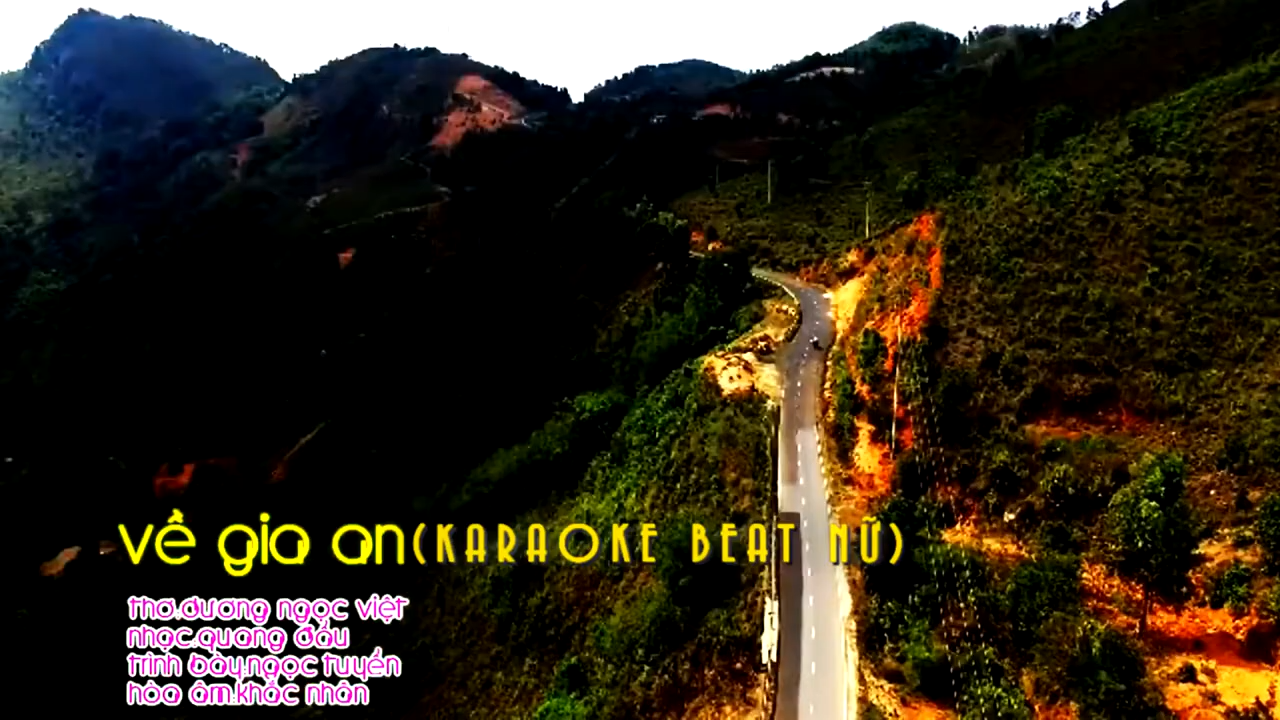 về gia an(KARAOKE BEAT NỮ)
thơ.dương ngọc việt
nhạc.quang đẩu
trình bày.ngọc tuyền
hòa âm.khắc nhân